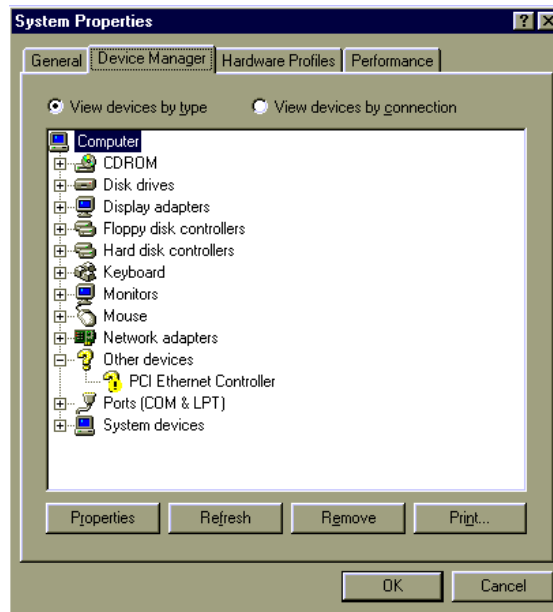 System Properties
General Device Manager Hardware Profiles Performance
View devices by type View devices by connection
Computer
CDROM
Disk drives
Display adapters
Floppy disk controllers
Hard disk controllers
Keyboard
Monitors
Mouse
Network adapters
Other devices
PCI Ethernet Controller
Ports (COM & LPT)
System devices
Properties Refresh Remove Print...
OK Cancel